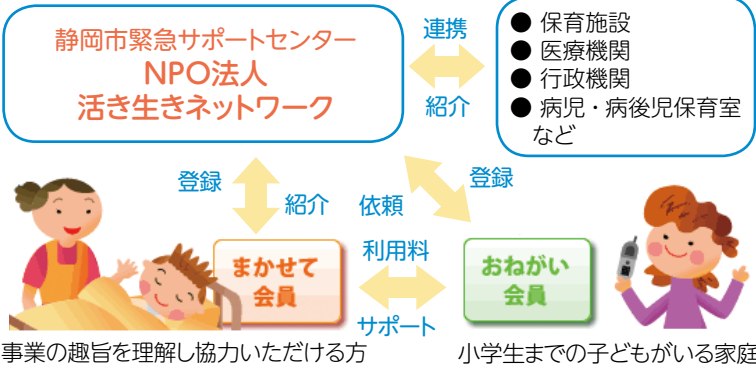 静岡市緊急サポートセンター
NPO法人
活き生きネットワーク
連携
紹介
● 保育施設
● 医療機関
● 行政機関
● 病児・病後児保育室
など
登録
紹介
依頼
登録
まかせて
会員
利用料
サポート
おねがい
会員
事業の趣旨を理解し協力いただける方
小学生までの子どもがいる家庭